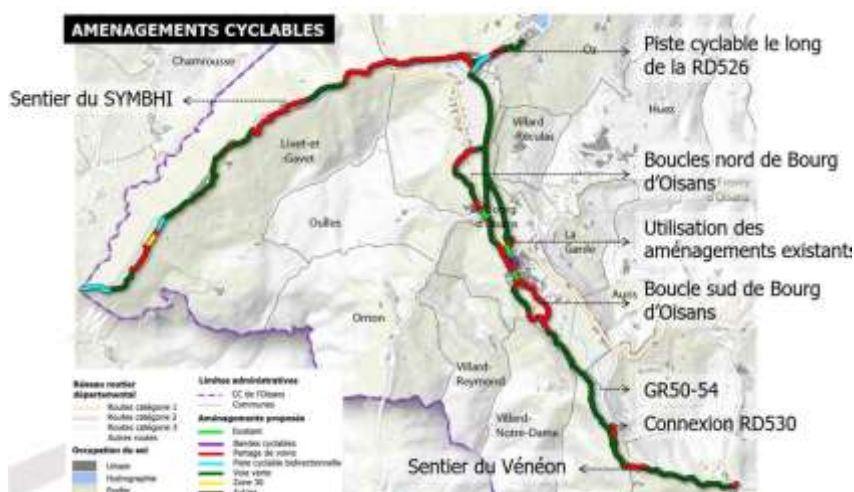 AMENAGEMENTS CYCLABLES
Chamrousse
Oz
Piste cyclable le long
de la RD526
Sentier du SYMBHI
Huez
Livet-et
-Gavet
Villard
-Reculas
Boucles nord de Bourg
d'Oisans
Oulles
La
Garde
Utilisation des
aménagements existants
Auris
Boucle sud de Bourg
d'Oisans
Ornon
Villard-
Reymond
GR50-54
Villard-
Notre-Dame
Connexion RD530
Sentier du Vénéon
Réseau routier
départemental
Routes catégorie 1
Routes catégorie 2
Routes catégorie 3
Autres routes
Occupation du sol
Urbain
Hydrographie
Limites administratives
CC de l'Oisans
Communes
Aménagements proposés
Existant
Bandes cyclables
Partage de voirie
Piste cyclable bidirectionnelle
Voie verte
Zone 30